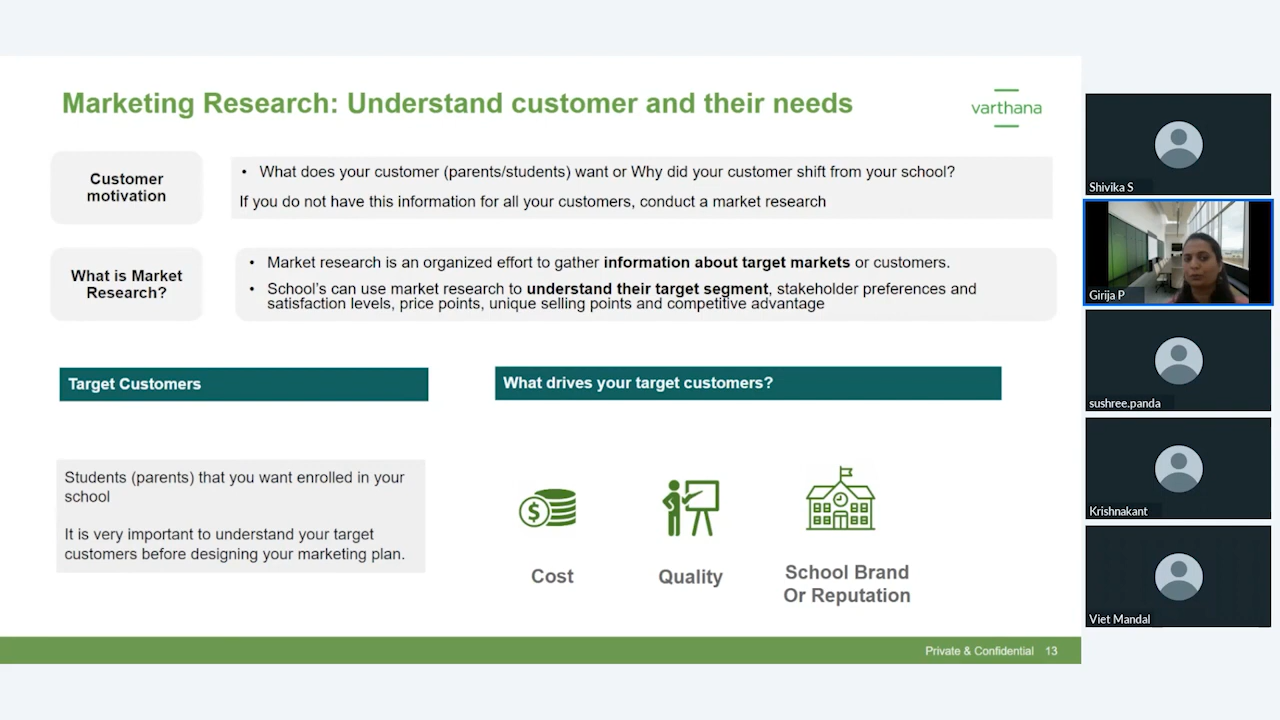 Marketing Research: Understand customer and their needs
varthana
Customer
motivation
• What does your customer (parents/students) want or Why did your customer shift from your school?
If you do not have this information for all your customers, conduct a market research
What is Market
Research?
• Market research is an organized effort to gather information about target markets or customers.
• School's can use market research to understand their target segment, stakeholder preferences and
satisfaction levels, price points, unique selling points and competitive advantage
Target Customers
What drives your target customers?
Students (parents) that you want enrolled in your
school
It is very important to understand your target
customers before designing your marketing plan.
$
Cost
Quality
School Brand
Or Reputation
Private & Confidential 13
Shivika S
Girija P
sushree.panda
Krishnakant
Viet Mandal